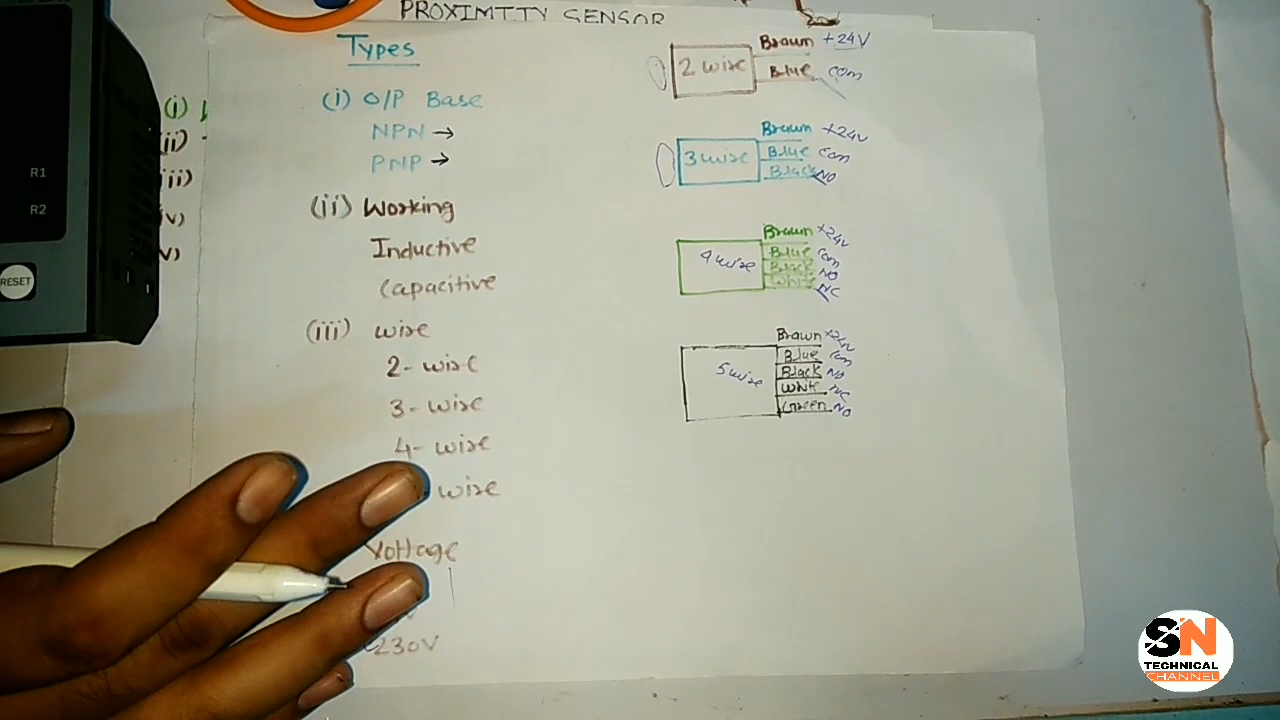 PROXIMITY SENSOR
Types
(i) O/P Base
NPN →
PNP →
(ii) Working
Inductive
Capacitive
(iii) Wire
2- wire
3- wire
4- wire
wire
Voltage
230V
2 wire
Brown +24V
Blue com
3 wire
Brown +24V
Blue com
Black NO
4 wire
Brown +24V
Blue com
Black NO
White NC
5 wire
Brown +24V
Blue com
Black NO
White NC
Green NO
(i)
(ii)
(iii)
R1
R2
RESET
SN
TECHNICAL
CHANNEL